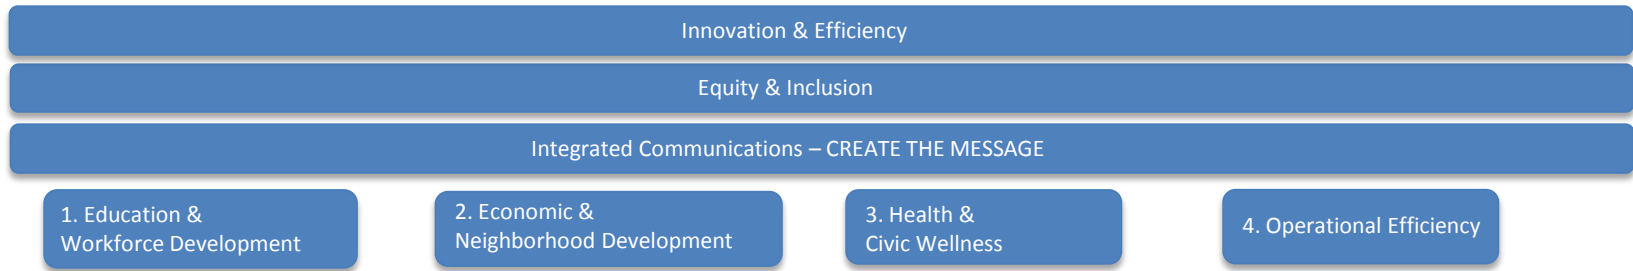 Innovation & Efficiency
Equity & Inclusion
Integrated Communications – CREATE THE MESSAGE
1. Education &
Workforce Development
2. Economic &
Neighborhood Development
3. Health &
Civic Wellness
4. Operational Efficiency